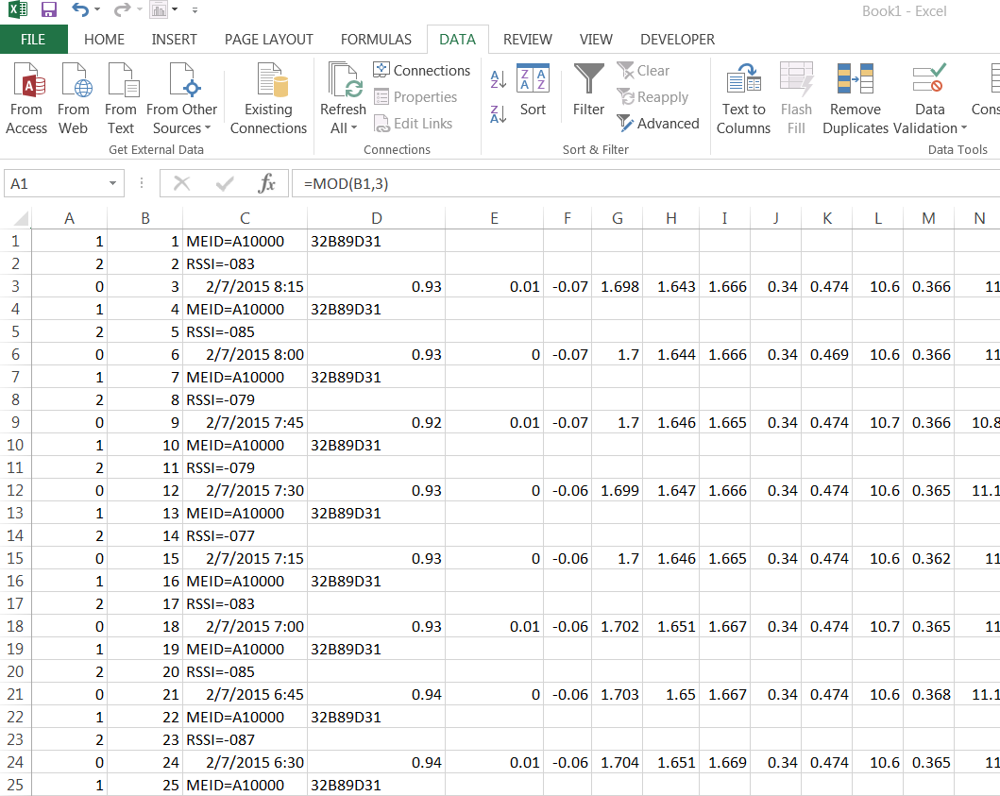 Book1 - Excel
FILE HOME INSERT PAGE LAYOUT FORMULAS DATA REVIEW VIEW DEVELOPER
From Access From Web From Text From Other Sources Existing Connections Refresh All Connections Properties Edit Links Sort Filter Clear Reapply Advanced Text to Columns Flash Fill Remove Duplicates Data Validation Cons
Get External Data Connections Sort & Filter Data Tools
A1 fx =MOD(B1,3)
A B C D E F G H I J K L M N
1 1 1 MEID=A10000 32B89D31
2 2 2 RSSI=-083
3 0 3 2/7/2015 8:15 0.93 0.01 -0.07 1.698 1.643 1.666 0.34 0.474 10.6 0.366 11
4 1 4 MEID=A10000 32B89D31
5 2 5 RSSI=-085
6 0 6 2/7/2015 8:00 0.93 0 -0.07 1.7 1.644 1.666 0.34 0.469 10.6 0.366 11
7 1 7 MEID=A10000 32B89D31
8 2 8 RSSI=-079
9 0 9 2/7/2015 7:45 0.92 0.01 -0.07 1.7 1.646 1.665 0.34 0.474 10.7 0.366 10.8
10 1 10 MEID=A10000 32B89D31
11 2 11 RSSI=-079
12 0 12 2/7/2015 7:30 0.93 0 -0.06 1.699 1.647 1.666 0.34 0.474 10.6 0.365 11.1
13 1 13 MEID=A10000 32B89D31
14 2 14 RSSI=-077
15 0 15 2/7/2015 7:15 0.93 0 -0.06 1.7 1.646 1.665 0.34 0.474 10.6 0.362 11
16 1 16 MEID=A10000 32B89D31
17 2 17 RSSI=-083
18 0 18 2/7/2015 7:00 0.93 0.01 -0.06 1.702 1.651 1.667 0.34 0.474 10.7 0.365 11
19 1 19 MEID=A10000 32B89D31
20 2 20 RSSI=-085
21 0 21 2/7/2015 6:45 0.94 0 -0.06 1.703 1.65 1.667 0.34 0.474 10.6 0.368 11.1
22 1 22 MEID=A10000 32B89D31
23 2 23 RSSI=-087
24 0 24 2/7/2015 6:30 0.94 0.01 -0.06 1.704 1.651 1.669 0.34 0.474 10.6 0.365 11
25 1 25 MEID=A10000 32B89D31